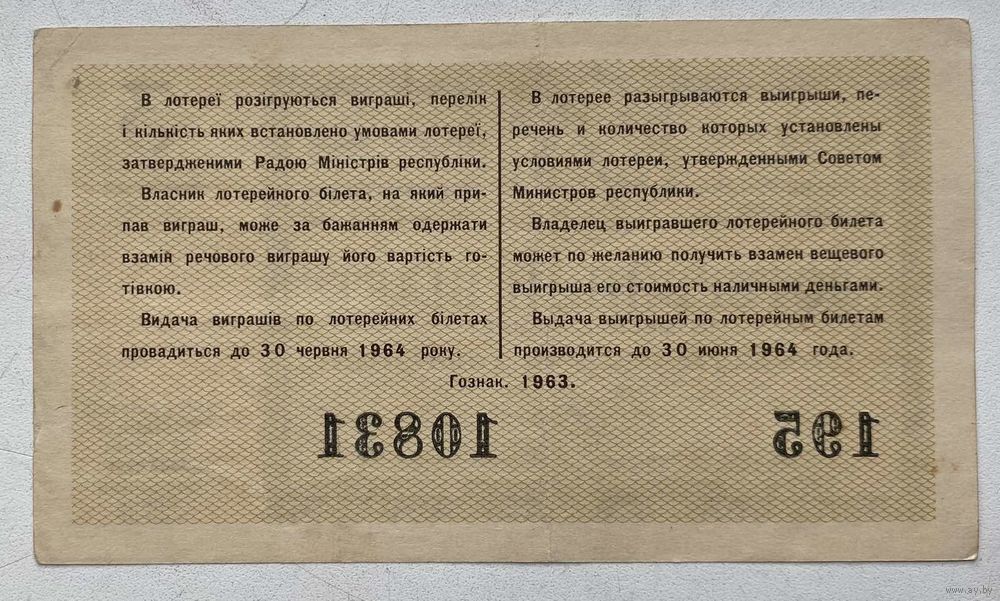 В лотереї розігруються виграші, перелік
і кількість яких встановлено умовами лотереї,
затвердженими Радою Міністрів республіки.
Власник лотерейного білета, на який при-
пав виграш, може за бажанням одержати
взамін речового виграшу його вартість го-
тівкою.
Видача виграшів по лотерейних білетах
провадиться до 30 червня 1964 року.
В лотерее разыгрываются выигрыши, пе-
речень и количество которых установлены
условиями лотереи, утвержденными Советом
Министров республики.
Владелец выигравшего лотерейного билета
может по желанию получить взамен вещевого
выигрыша его стоимость наличными деньгами.
Выдача выигрышей по лотерейным билетам
производится до 30 июня 1964 года.
Гознак. 1963.
10831 195
www.ay.by